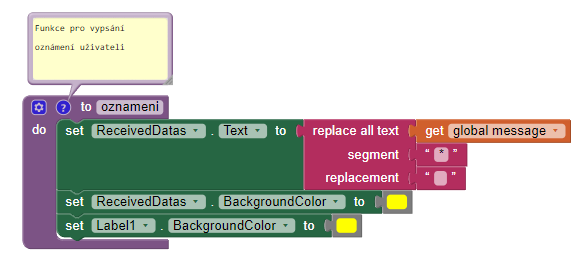 Funkce pro vypsání
oznámení uživateli
? to oznameni
do set ReceivedDatas . Text to replace all text get global message
segment " * "
replacement " "
set ReceivedDatas . BackgroundColor to
set Label1 . BackgroundColor to